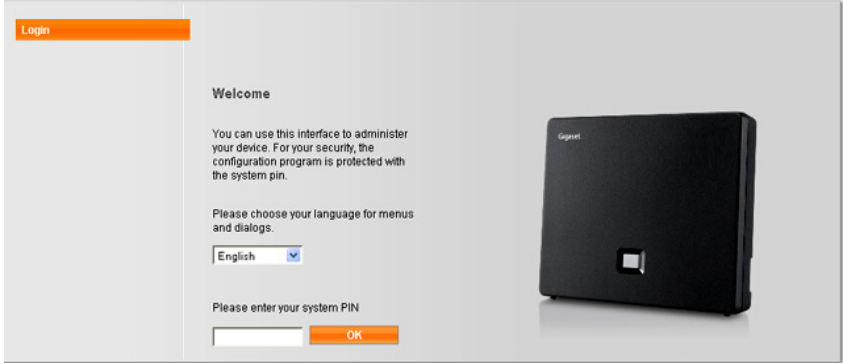 Login
Welcome
You can use this interface to administer
your device. For your security, the
configuration program is protected with
the system pin.
Please choose your language for menus
and dialogs.
English
Please enter your system PIN
OK
Gigaset